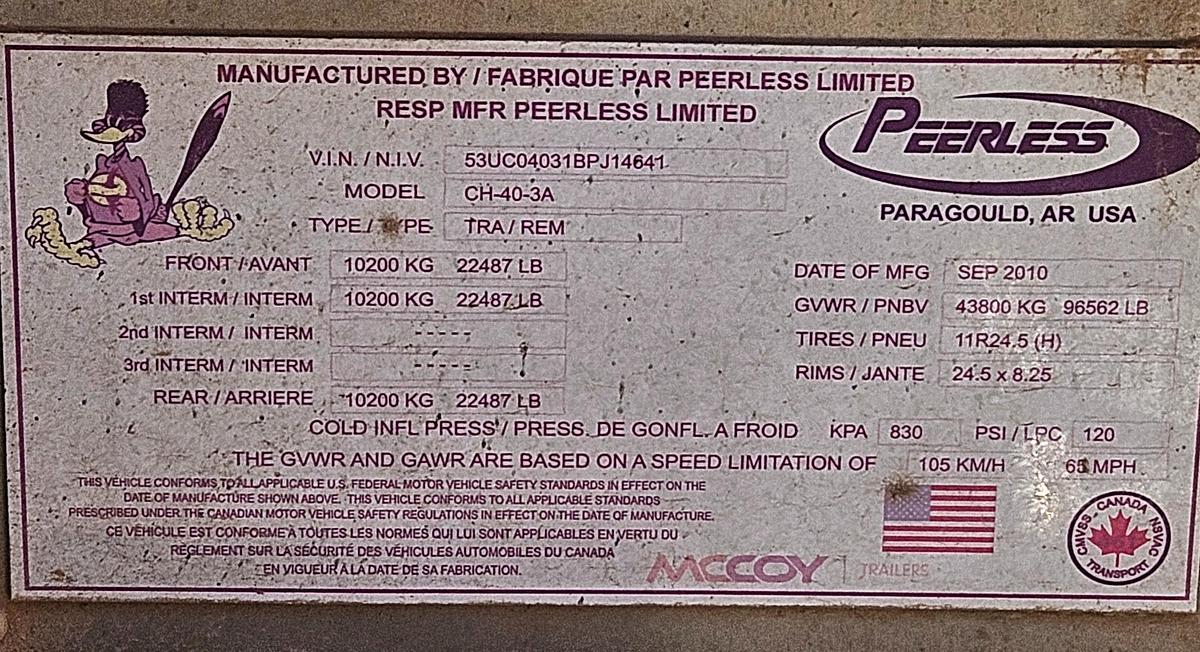 MANUFACTURED BY / FABRIQUE PAR PEERLESS LIMITED
RESP MFR PEERLESS LIMITED
PEERLESS
PARAGOULD, AR USA
V.I.N. / N.I.V. 53UC04031BPJ14641
MODEL CH-40-3A
TYPE / TYPE TRA / REM
FRONT / AVANT 10200 KG 22487 LB
1st INTERM / INTERM 10200 KG 22487 LB
2nd INTERM / INTERM -----
3rd INTERM / INTERM -----
REAR / ARRIERE 10200 KG 22487 LB
DATE OF MFG SEP 2010
GVWR / PNBV 43800 KG 96562 LB
TIRES / PNEU 11R24.5 (H)
RIMS / JANTE 24.5 x 8.25
COLD INFL PRESS / PRESS. DE GONFL. A FROID KPA 830 PSI / LPC 120
THE GVWR AND GAWR ARE BASED ON A SPEED LIMITATION OF 105 KM/H 65 MPH
THIS VEHICLE CONFORMS TO ALL APPLICABLE U.S. FEDERAL MOTOR VEHICLE SAFETY STANDARDS IN EFFECT ON THE
DATE OF MANUFACTURE SHOWN ABOVE. THIS VEHICLE CONFORMS TO ALL APPLICABLE STANDARDS
PRESCRIBED UNDER THE CANADIAN MOTOR VEHICLE SAFETY REGULATIONS IN EFFECT ON THE DATE OF MANUFACTURE.
CE VÉHICULE EST CONFORME À TOUTES LES NORMES QUI LUI SONT APPLICABLES EN VERTU DU
RÈGLEMENT SUR LA SÉCURITÉ DES VÉHICULES AUTOMOBILES DU CANADA
EN VIGUEUR À LA DATE DE SA FABRICATION.
MCCOY | TRAILERS
CMVSS - CANADA - NSVAC
TRANSPORT